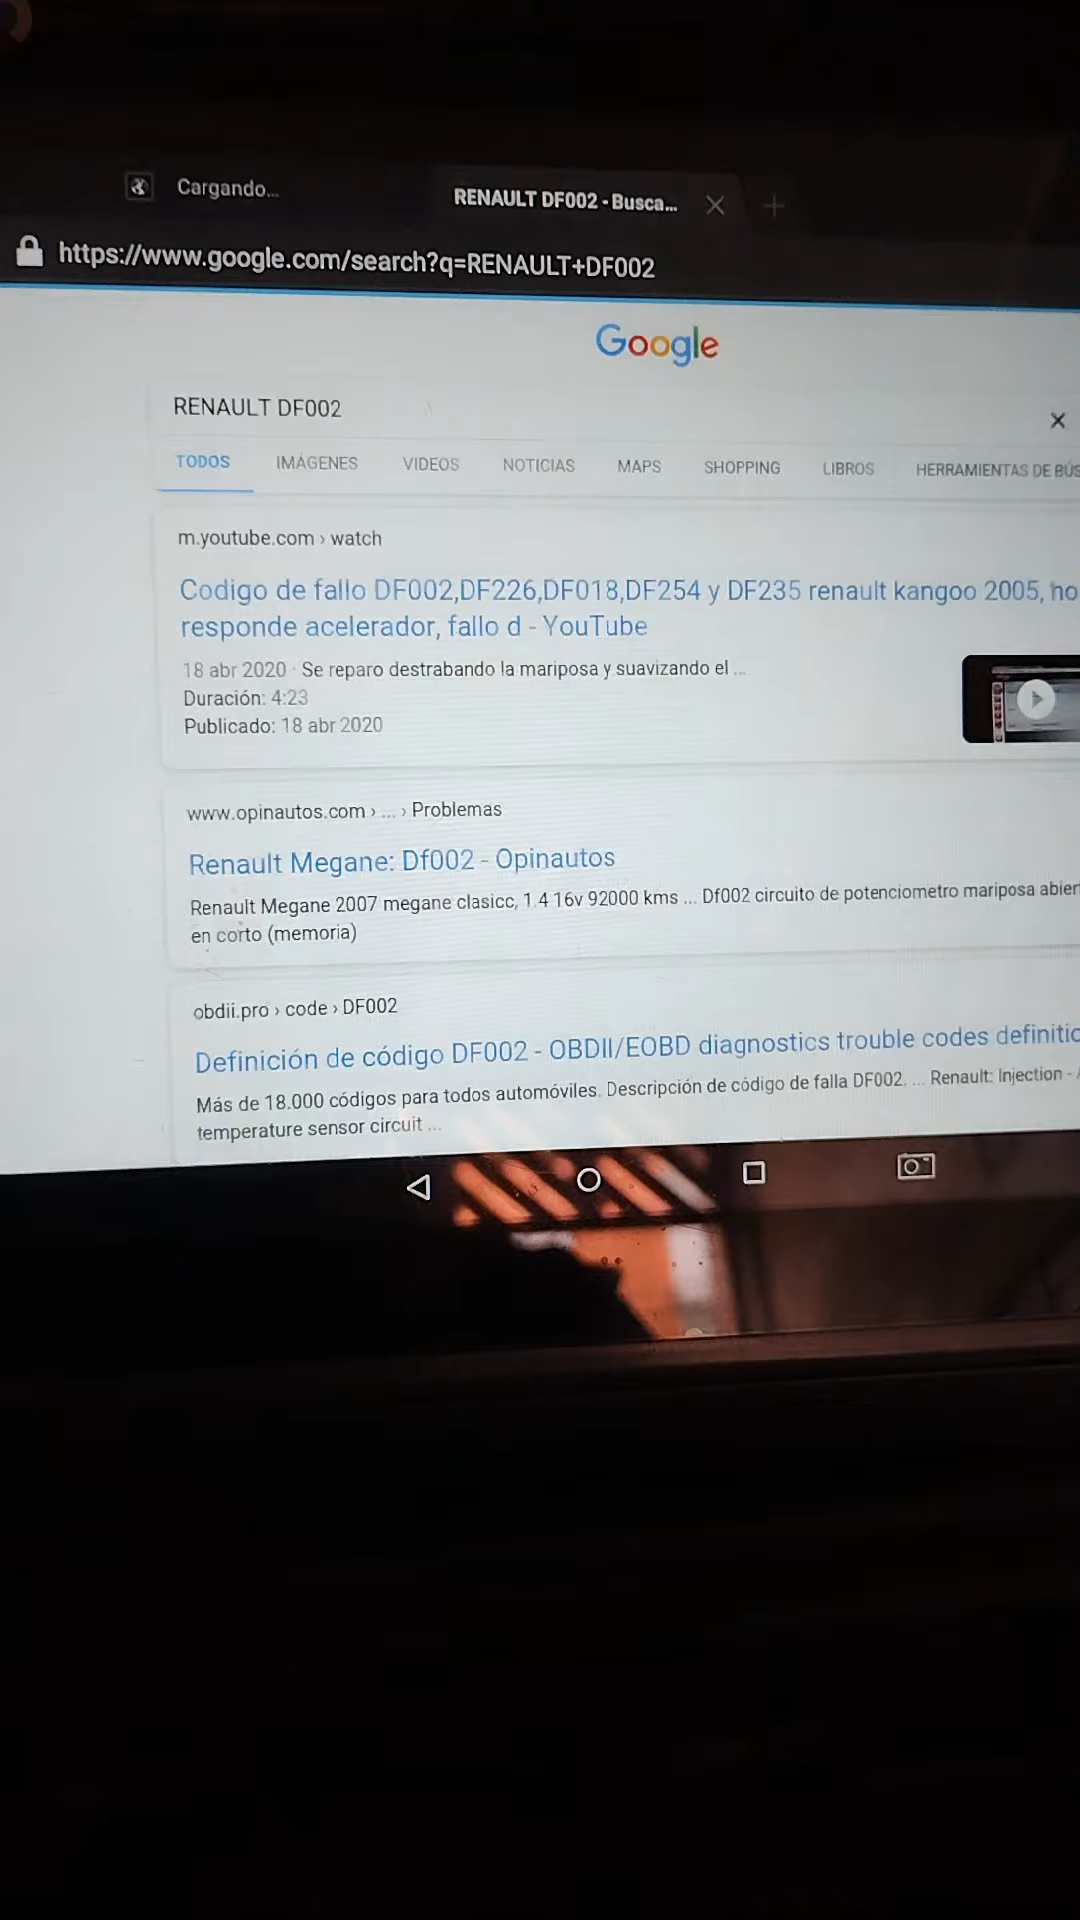 Cargando...
RENAULT DF002 - Busca...
https://www.google.com/search?q=RENAULT+DF002
Google
RENAULT DF002
TODOS IMÁGENES VIDEOS NOTICIAS MAPS SHOPPING LIBROS HERRAMIENTAS DE BÚS
m.youtube.com › watch
Codigo de fallo DF002,DF226,DF018,DF254 y DF235 renault kangoo 2005, no
responde acelerador, fallo d - YouTube
18 abr 2020 · Se reparo destrabando la mariposa y suavizando el ...
Duración: 4:23
Publicado: 18 abr 2020
www.opinautos.com › ... › Problemas
Renault Megane: Df002 - Opinautos
Renault Megane 2007 megane clasicc, 1.4 16v 92000 kms ... Df002 circuito de potenciometro mariposa abier
en corto (memoria)
obdii.pro › code › DF002
Definición de código DF002 - OBDII/EOBD diagnostics trouble codes definitio
Más de 18.000 códigos para todos automóviles. Descripción de código de falla DF002. ... Renault: Injection -
temperature sensor circuit ...